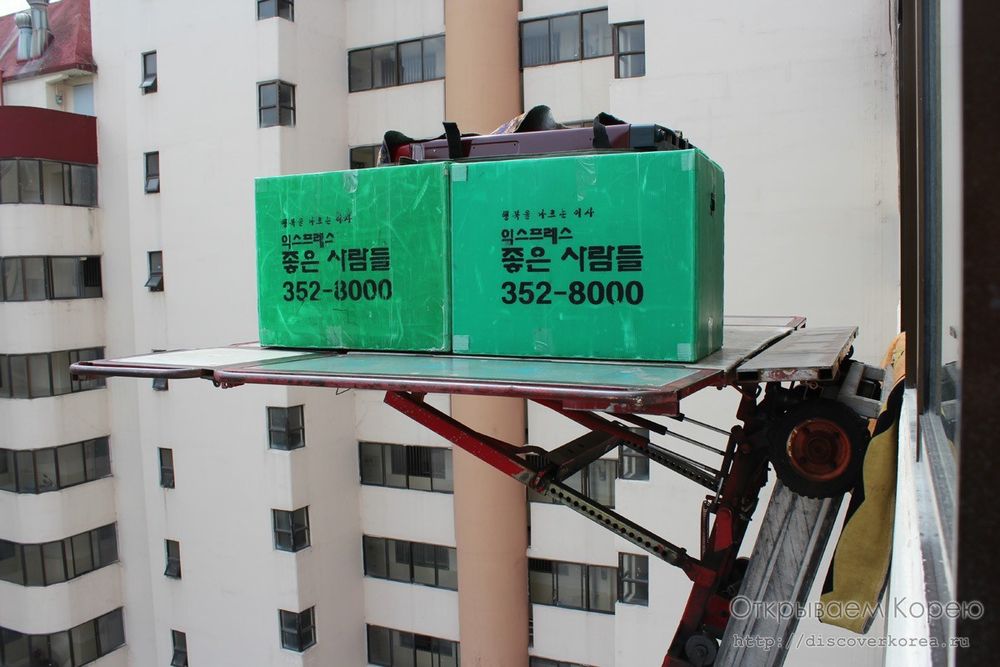 행복을 나르는 이사
익스프레스
좋은 사람들
352-8000
행복을 나르는 이사
익스프레스
좋은 사람들
352-8000
©Открываем Корею
http://discoverkorea.ru